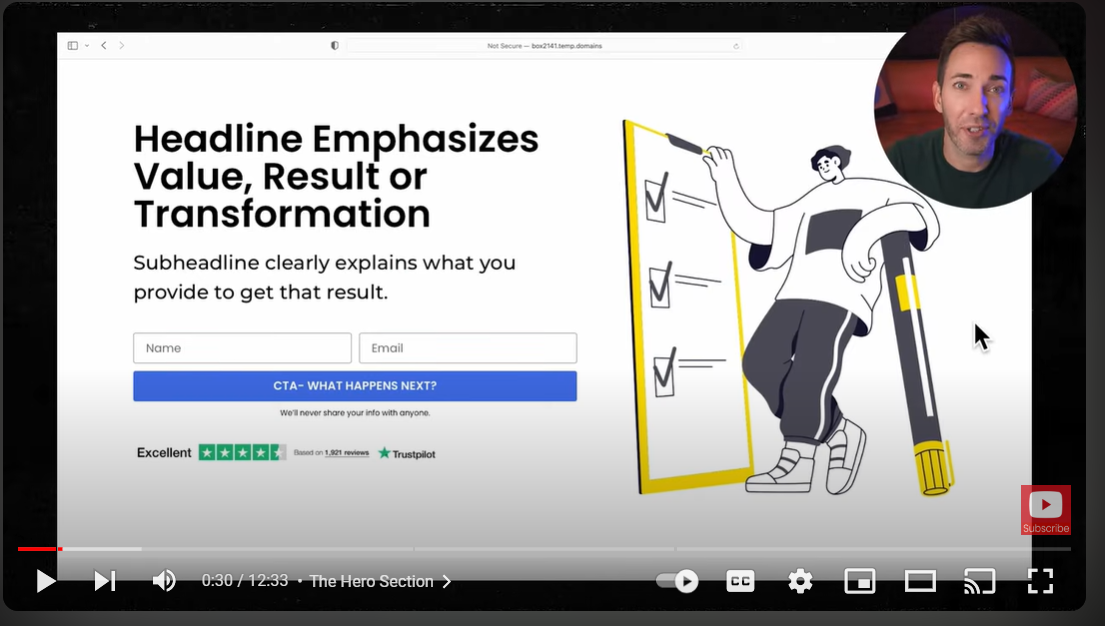 Not Secure — box2141.temp.domains
Headline Emphasizes
Value, Result or
Transformation
Subheadline clearly explains what you
provide to get that result.
Name
Email
CTA- WHAT HAPPENS NEXT?
We'll never share your info with anyone.
Excellent
Based on 1,921 reviews
Trustpilot
Subscribe
0:30 / 12:33 • The Hero Section
CC